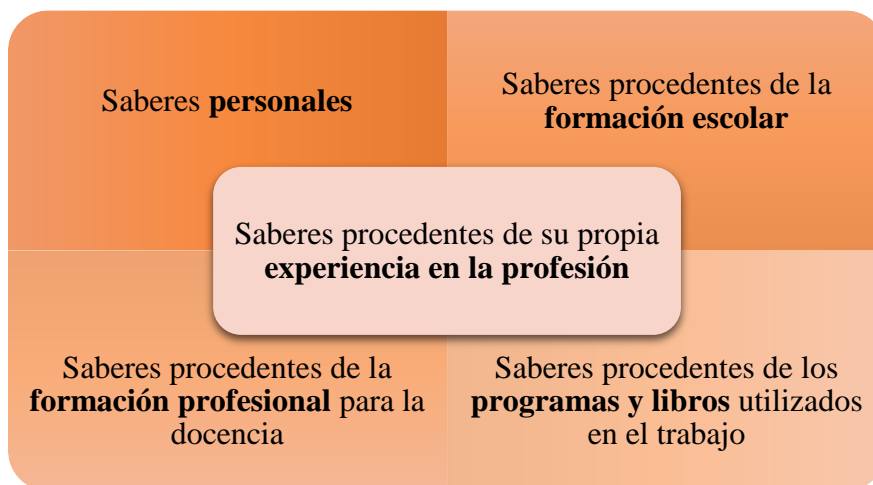 Saberes personales
Saberes procedentes de la
formación escolar
Saberes procedentes de su propia
experiencia en la profesión
Saberes procedentes de la
formación profesional para la
docencia
Saberes procedentes de los
programas y libros utilizados
en el trabajo